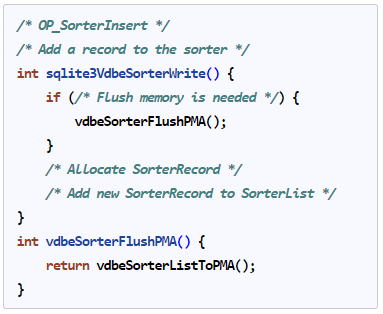 /* OP_SorterInsert */
/* Add a record to the sorter */
int sqlite3VdbeSorterWrite() {
    if (/* Flush memory is needed */) {
        vdbeSorterFlushPMA();
    }
    /* Allocate SorterRecord */
    /* Add new SorterRecord to SorterList */
}
int vdbeSorterFlushPMA() {
    return vdbeSorterListToPMA();
}